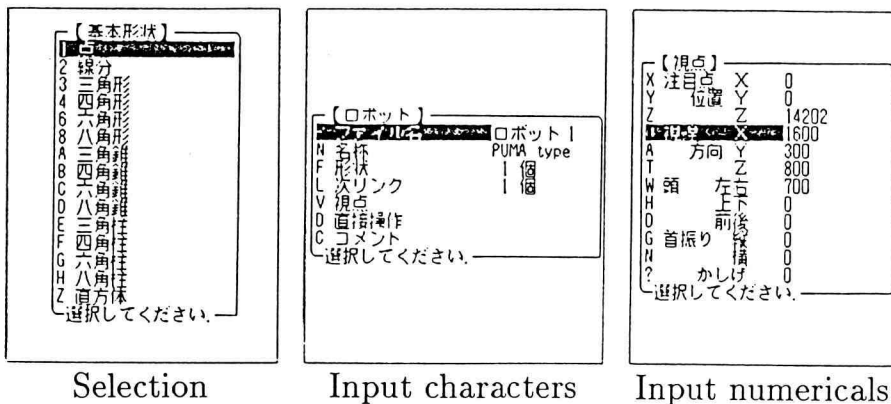 【基本形状】
1 点
2 線分
3 三角形
4 四角形
6 六角形
8 八角形
A 三角錐
B 四角錐
C 六角錐
D 八角錐
E 三角柱
F 四角柱
G 六角柱
H 八角柱
Z 直方体
選択してください.
Selection
【ロボット】
ファイル名 ロボット1
N 名称 PUMA type
F 形状 1 個
L 次リンク 1 個
V 視点
D 直接操作
C コメント
選択してください.
Input characters
【視点】
X 注目点 X 0
Y 位置 Y 0
Z Z 14202
視線 X 1600
A 方向 Y 300
T Z 800
W 頭 左右 700
H 上下 0
D 前後 0
G 首振り 縦 0
N 横 0
? かしげ 0
選択してください.
Input numericals